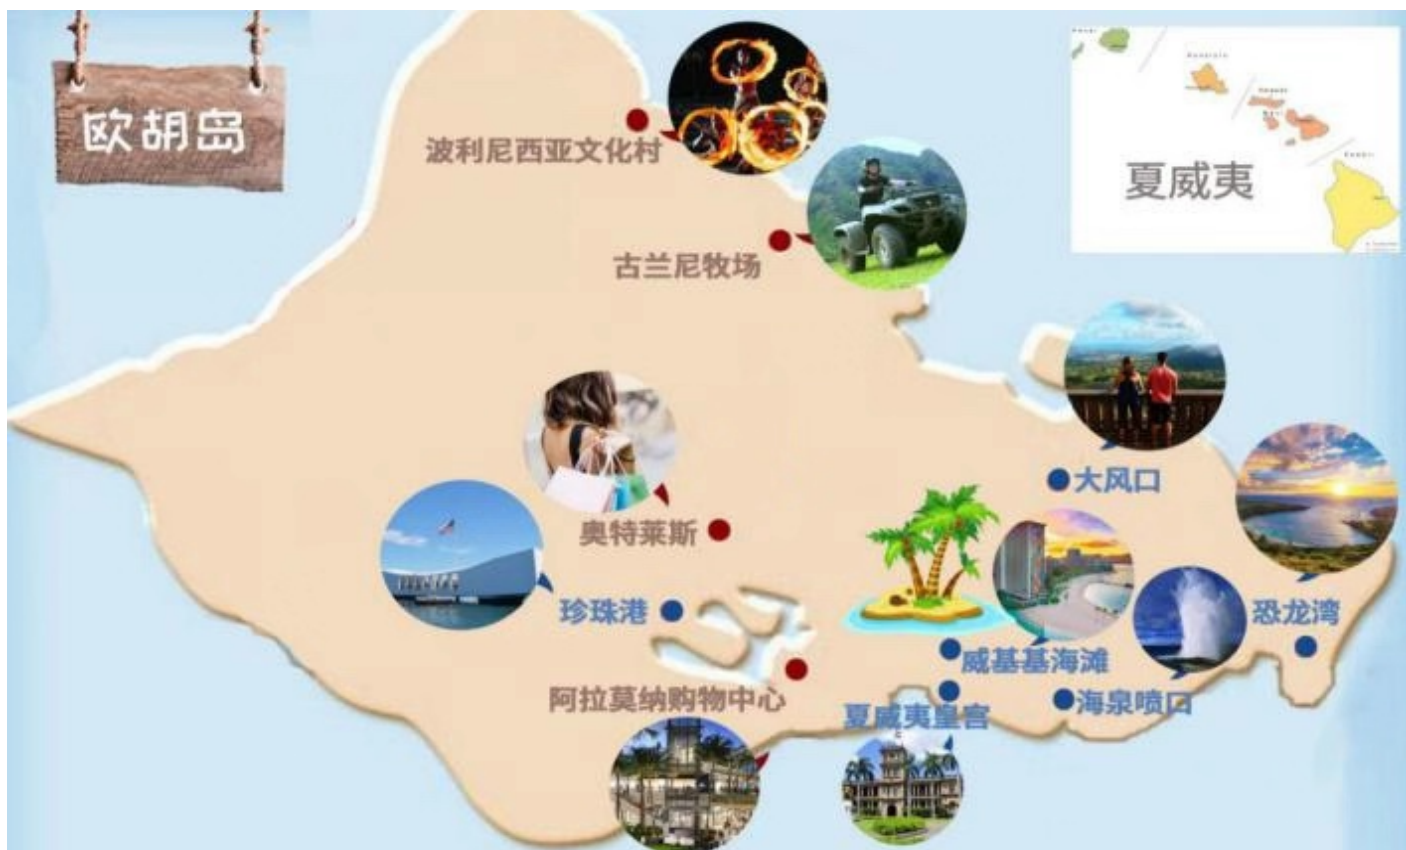 欧胡岛
波利尼西亚文化村
古兰尼牧场
夏威夷
大风口
奥特莱斯
珍珠港
恐龙湾
威基基海滩
阿拉莫纳购物中心
夏威夷皇宫
海泉喷口